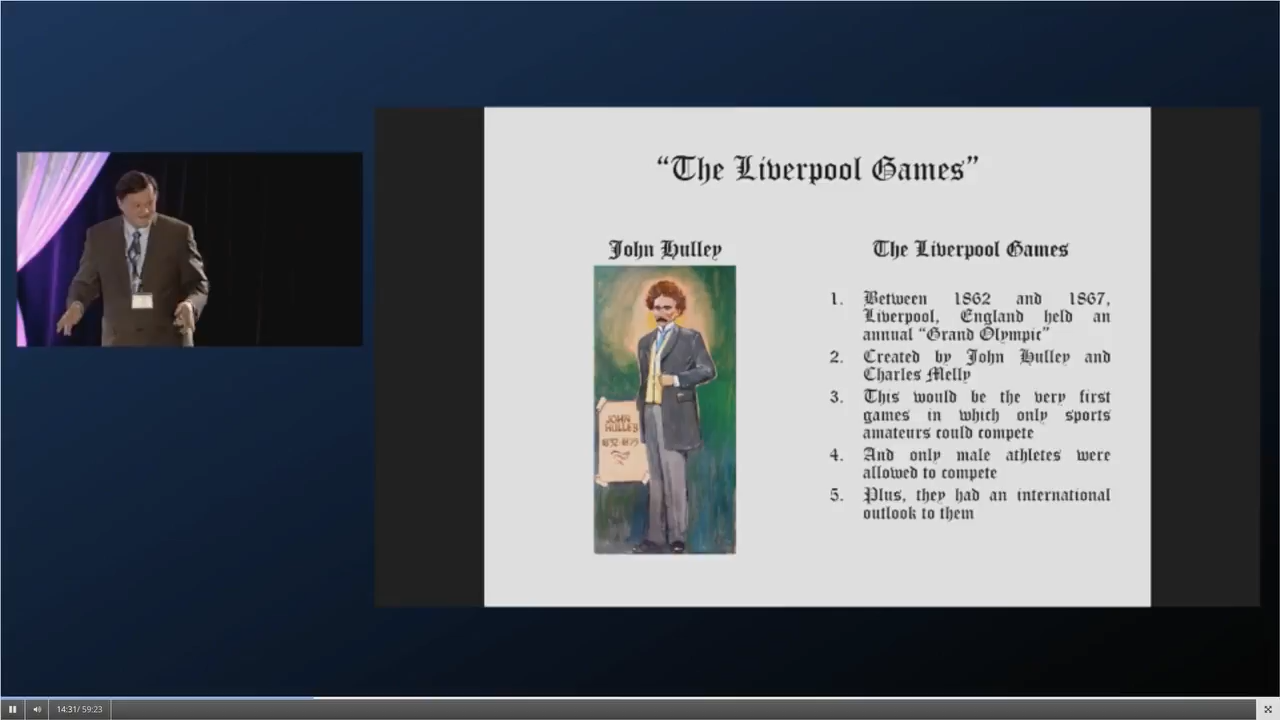 “The Liverpool Games”
John Hulley
JOHN
HULLEY
1832-1875
The Liverpool Games
1. Between 1862 and 1867,
Liverpool, England held an
annual “Grand Olympic”
2. Created by John Hulley and
Charles Melly
3. This would be the very first
games in which only sports
amateurs could compete
4. And only male athletes were
allowed to compete
5. Plus, they had an international
outlook to them
14:31/ 59:23